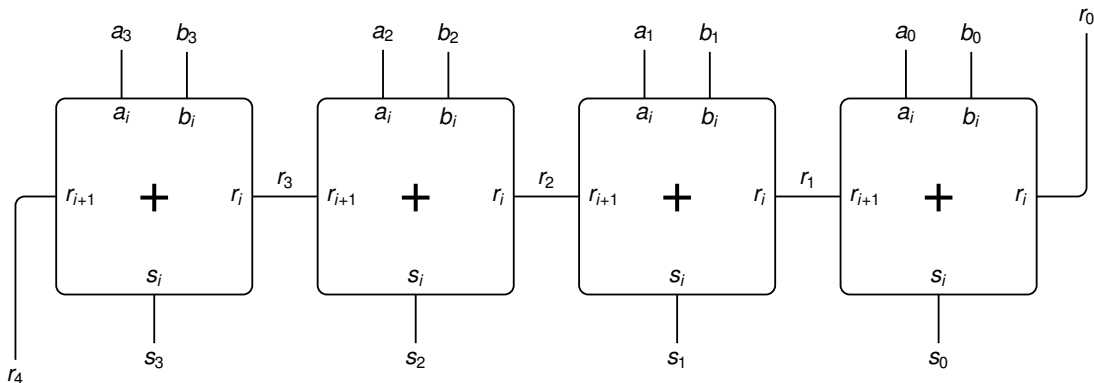 r₀
a₃ b₃ a₂ b₂ a₁ b₁ a₀ b₀
aᵢ bᵢ aᵢ bᵢ aᵢ bᵢ aᵢ bᵢ
r₃ r₂ r₁
rᵢ₊₁ + rᵢ rᵢ₊₁ + rᵢ rᵢ₊₁ + rᵢ rᵢ₊₁ + rᵢ
sᵢ sᵢ sᵢ sᵢ
s₃ s₂ s₁ s₀
r₄